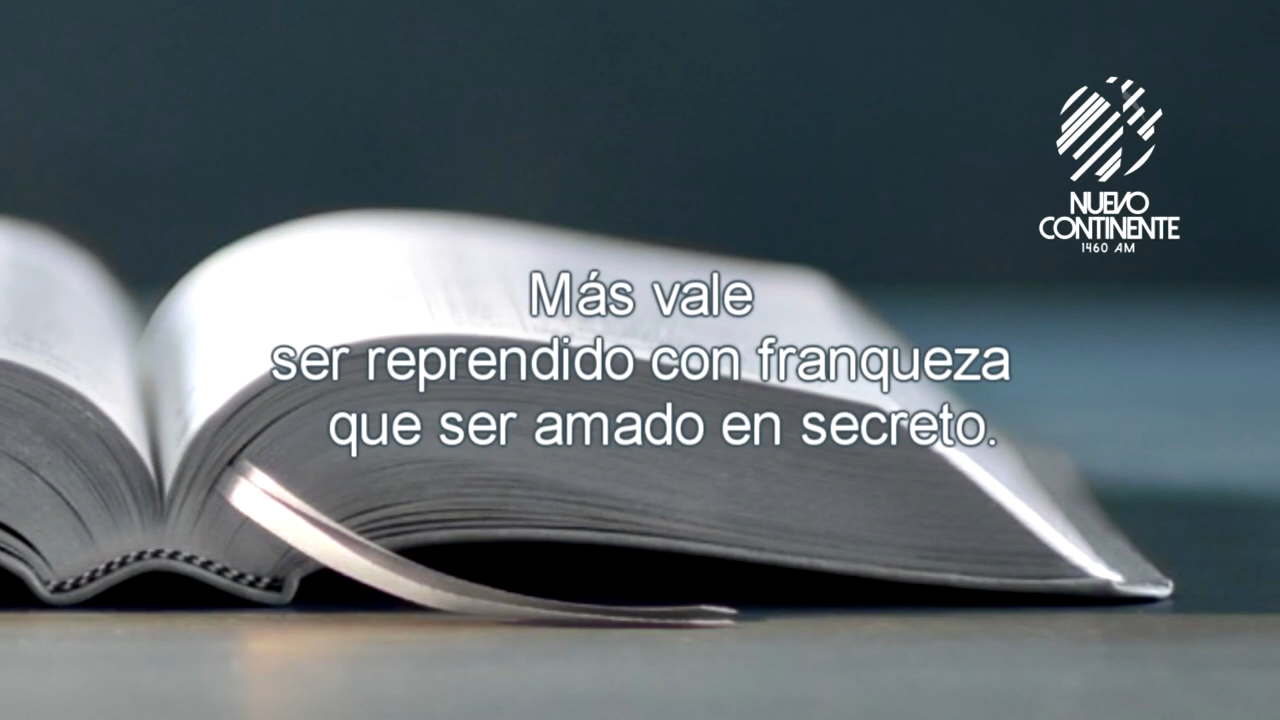 NUEVO
CONTINENTE
1460 AM
Más vale
ser reprendido con franqueza
que ser amado en secreto.